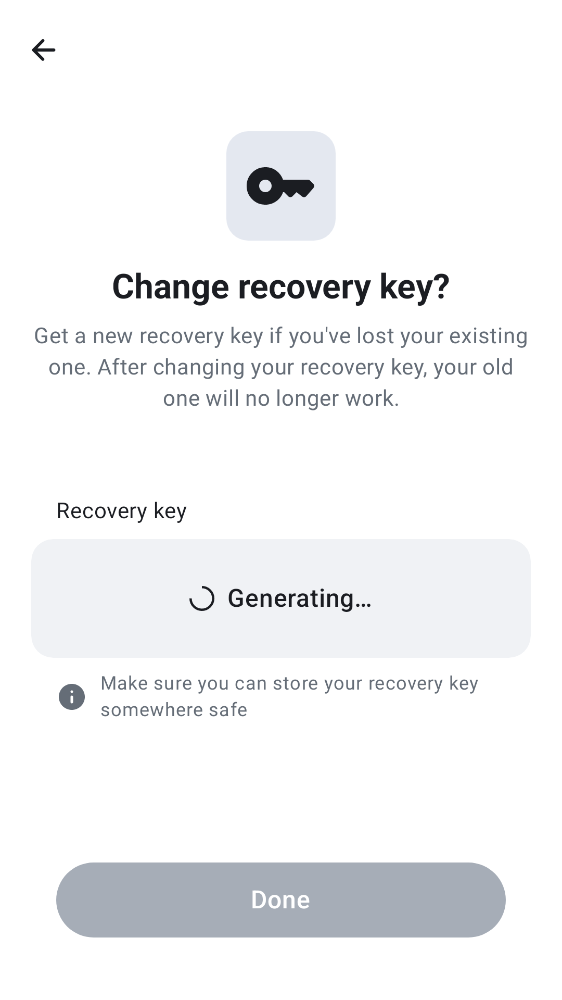 Change recovery key?
Get a new recovery key if you've lost your existing
one. After changing your recovery key, your old
one will no longer work.
Recovery key
Generating…
Make sure you can store your recovery key
somewhere safe
Done